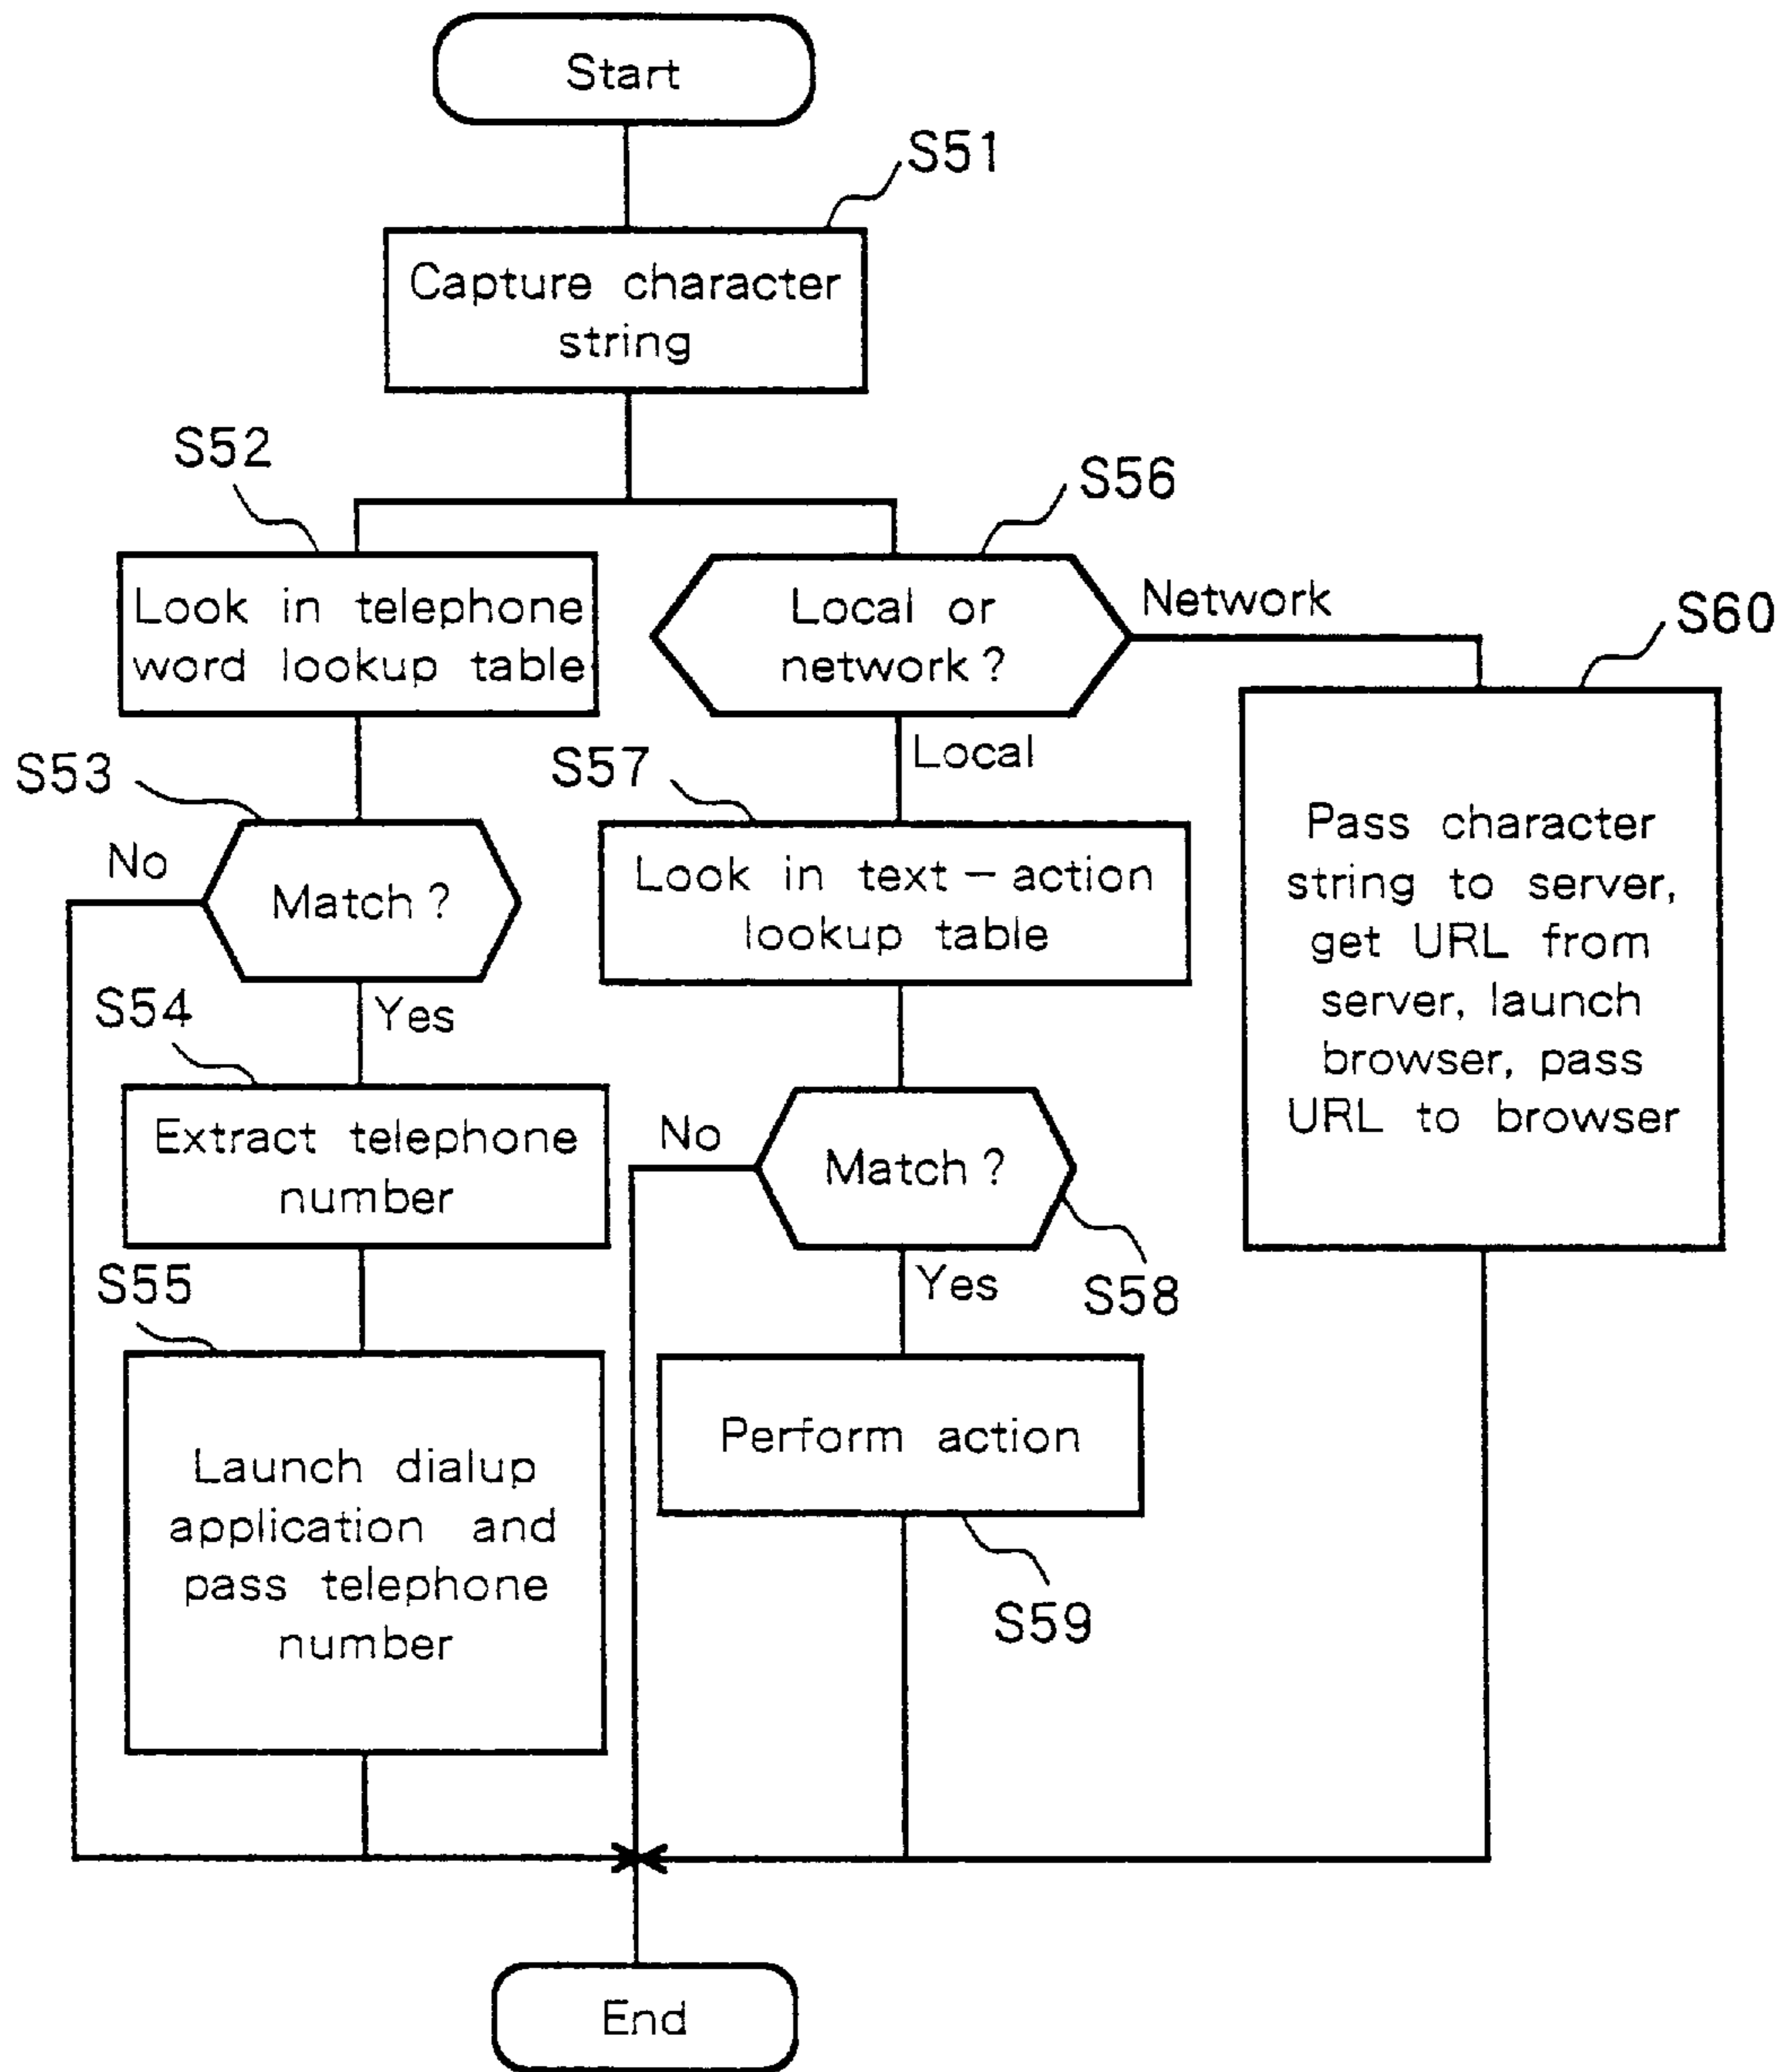 Start
S51
Capture character
string
S52
S56
Look in telephone
word lookup table
Local or
network?
Network
S60
Local
S53
S57
No
Match?
Look in text-action
lookup table
Pass character
string to server,
get URL from
server, launch
browser, pass
URL to browser
Yes
S54
Extract telephone
number
No
Match?
S58
Yes
S55
Launch dialup
application and
pass telephone
number
Perform action
S59
End